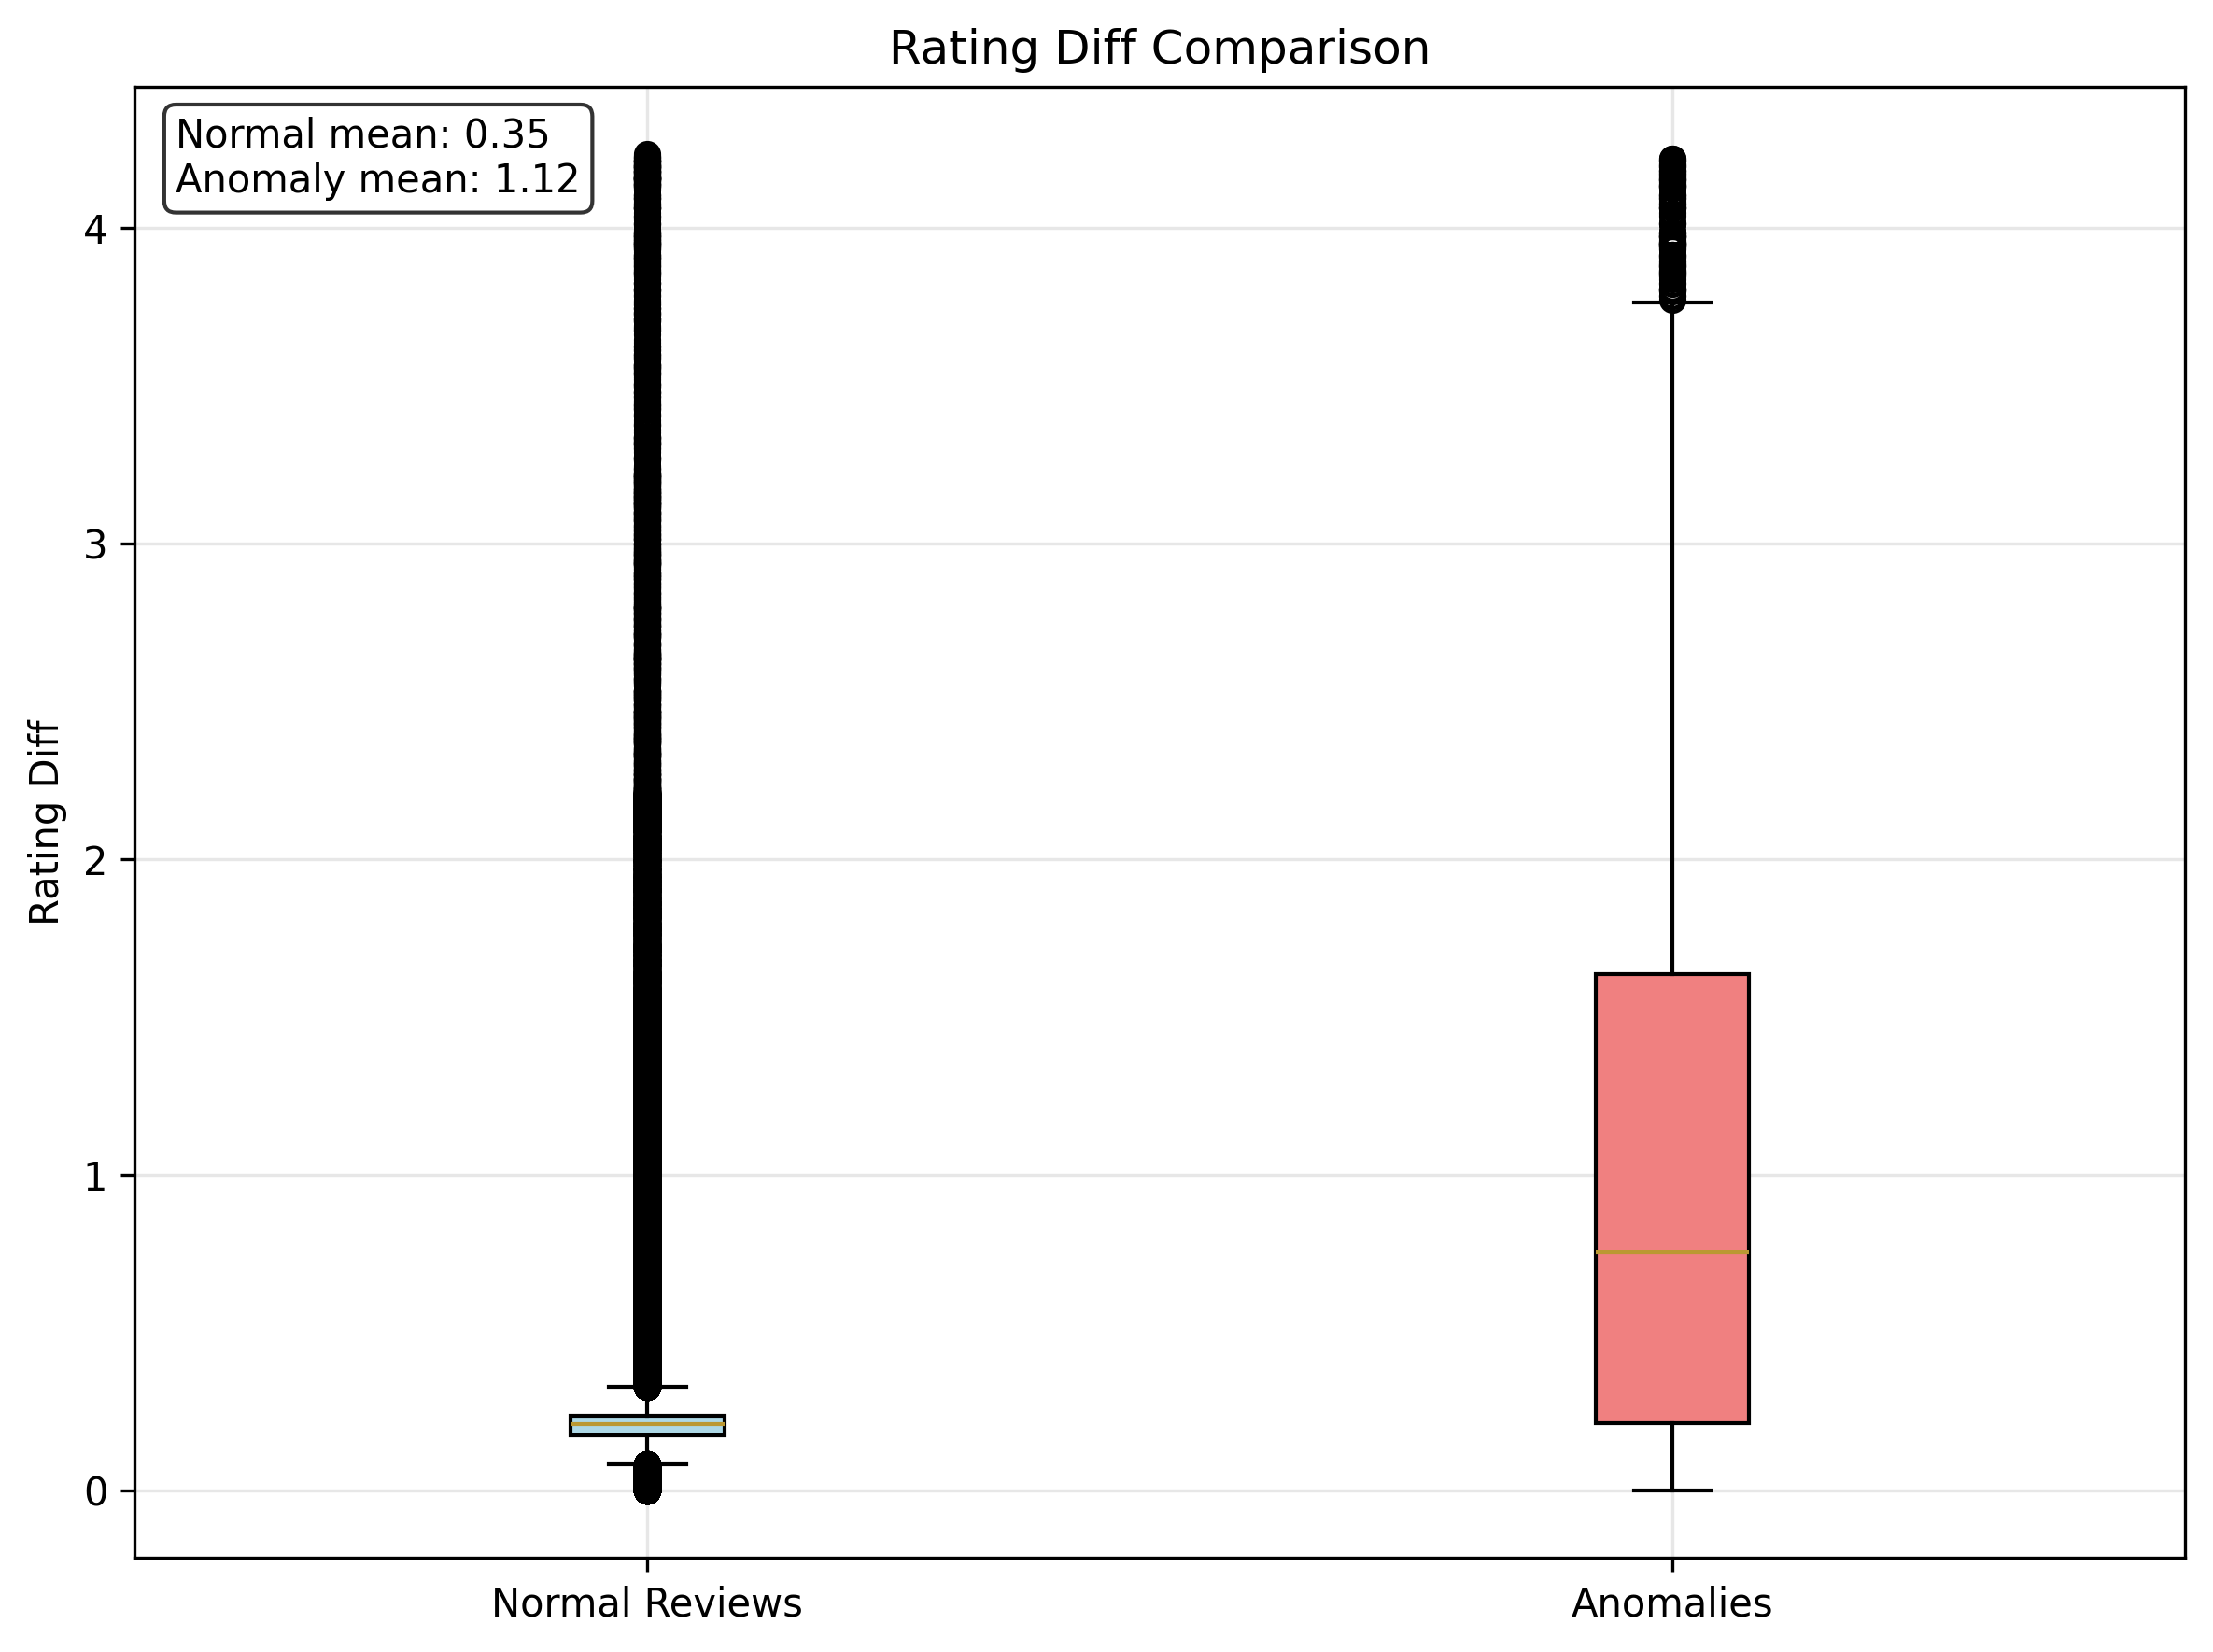 Rating Diff Comparison
Normal mean: 0.35
Anomaly mean: 1.12
4
3
2
1
0
Rating Diff
Normal Reviews
Anomalies